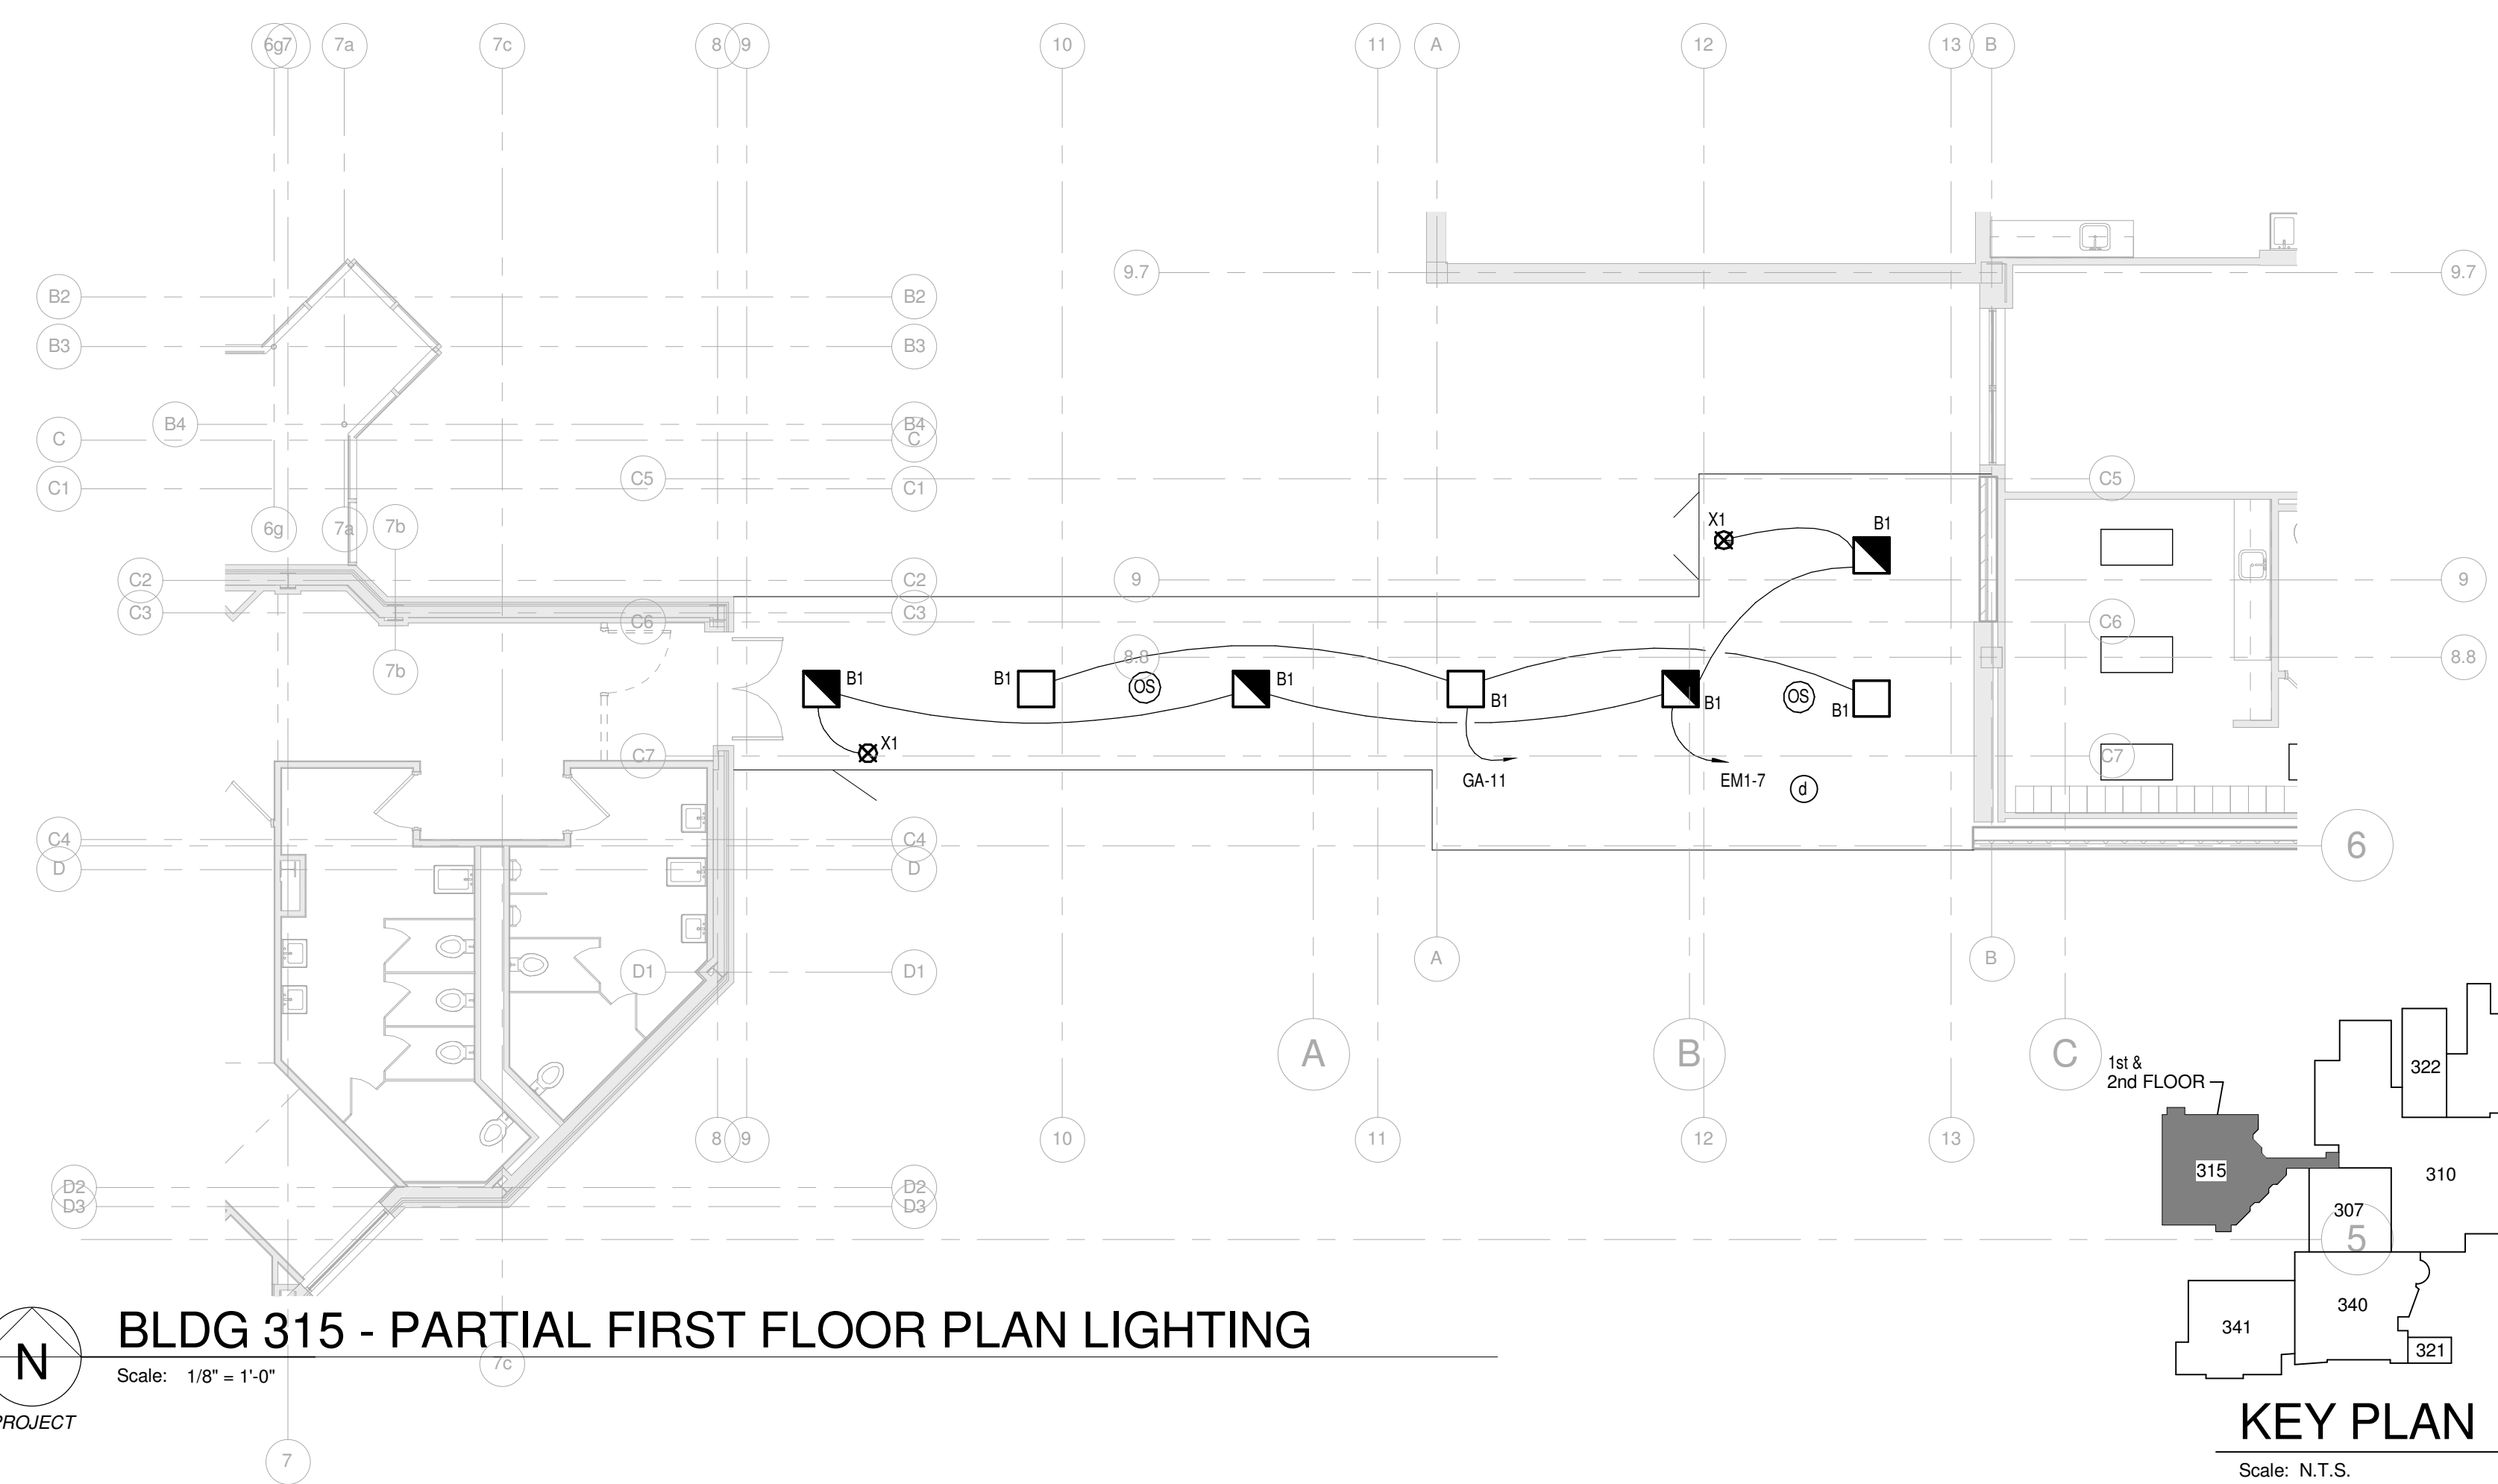 6g
7
7a
7c
8
9
10
11
A
12
13
B
9.7
9.7
B2
B2
B3
B3
B4
B4
C
C
C5
C5
C1
C1
6g
7a
7b
X1
B1
C2
C2
9
9
C3
C3
C6
C6
7b
8.8
8.8
B1
B1
OS
B1
B1
B1
OS
B1
X1
C7
C7
GA-11
EM1-7
d
C4
C4
6
D
D
A
B
D1
D1
A
B
C
1st &
2nd FLOOR
322
8
9
10
11
12
13
315
310
D2
D2
D3
D3
307
5
340
341
321
N
PROJECT
BLDG 315 - PARTIAL FIRST FLOOR PLAN LIGHTING
Scale: 1/8" = 1'-0"
7c
7
KEY PLAN
Scale: N.T.S.